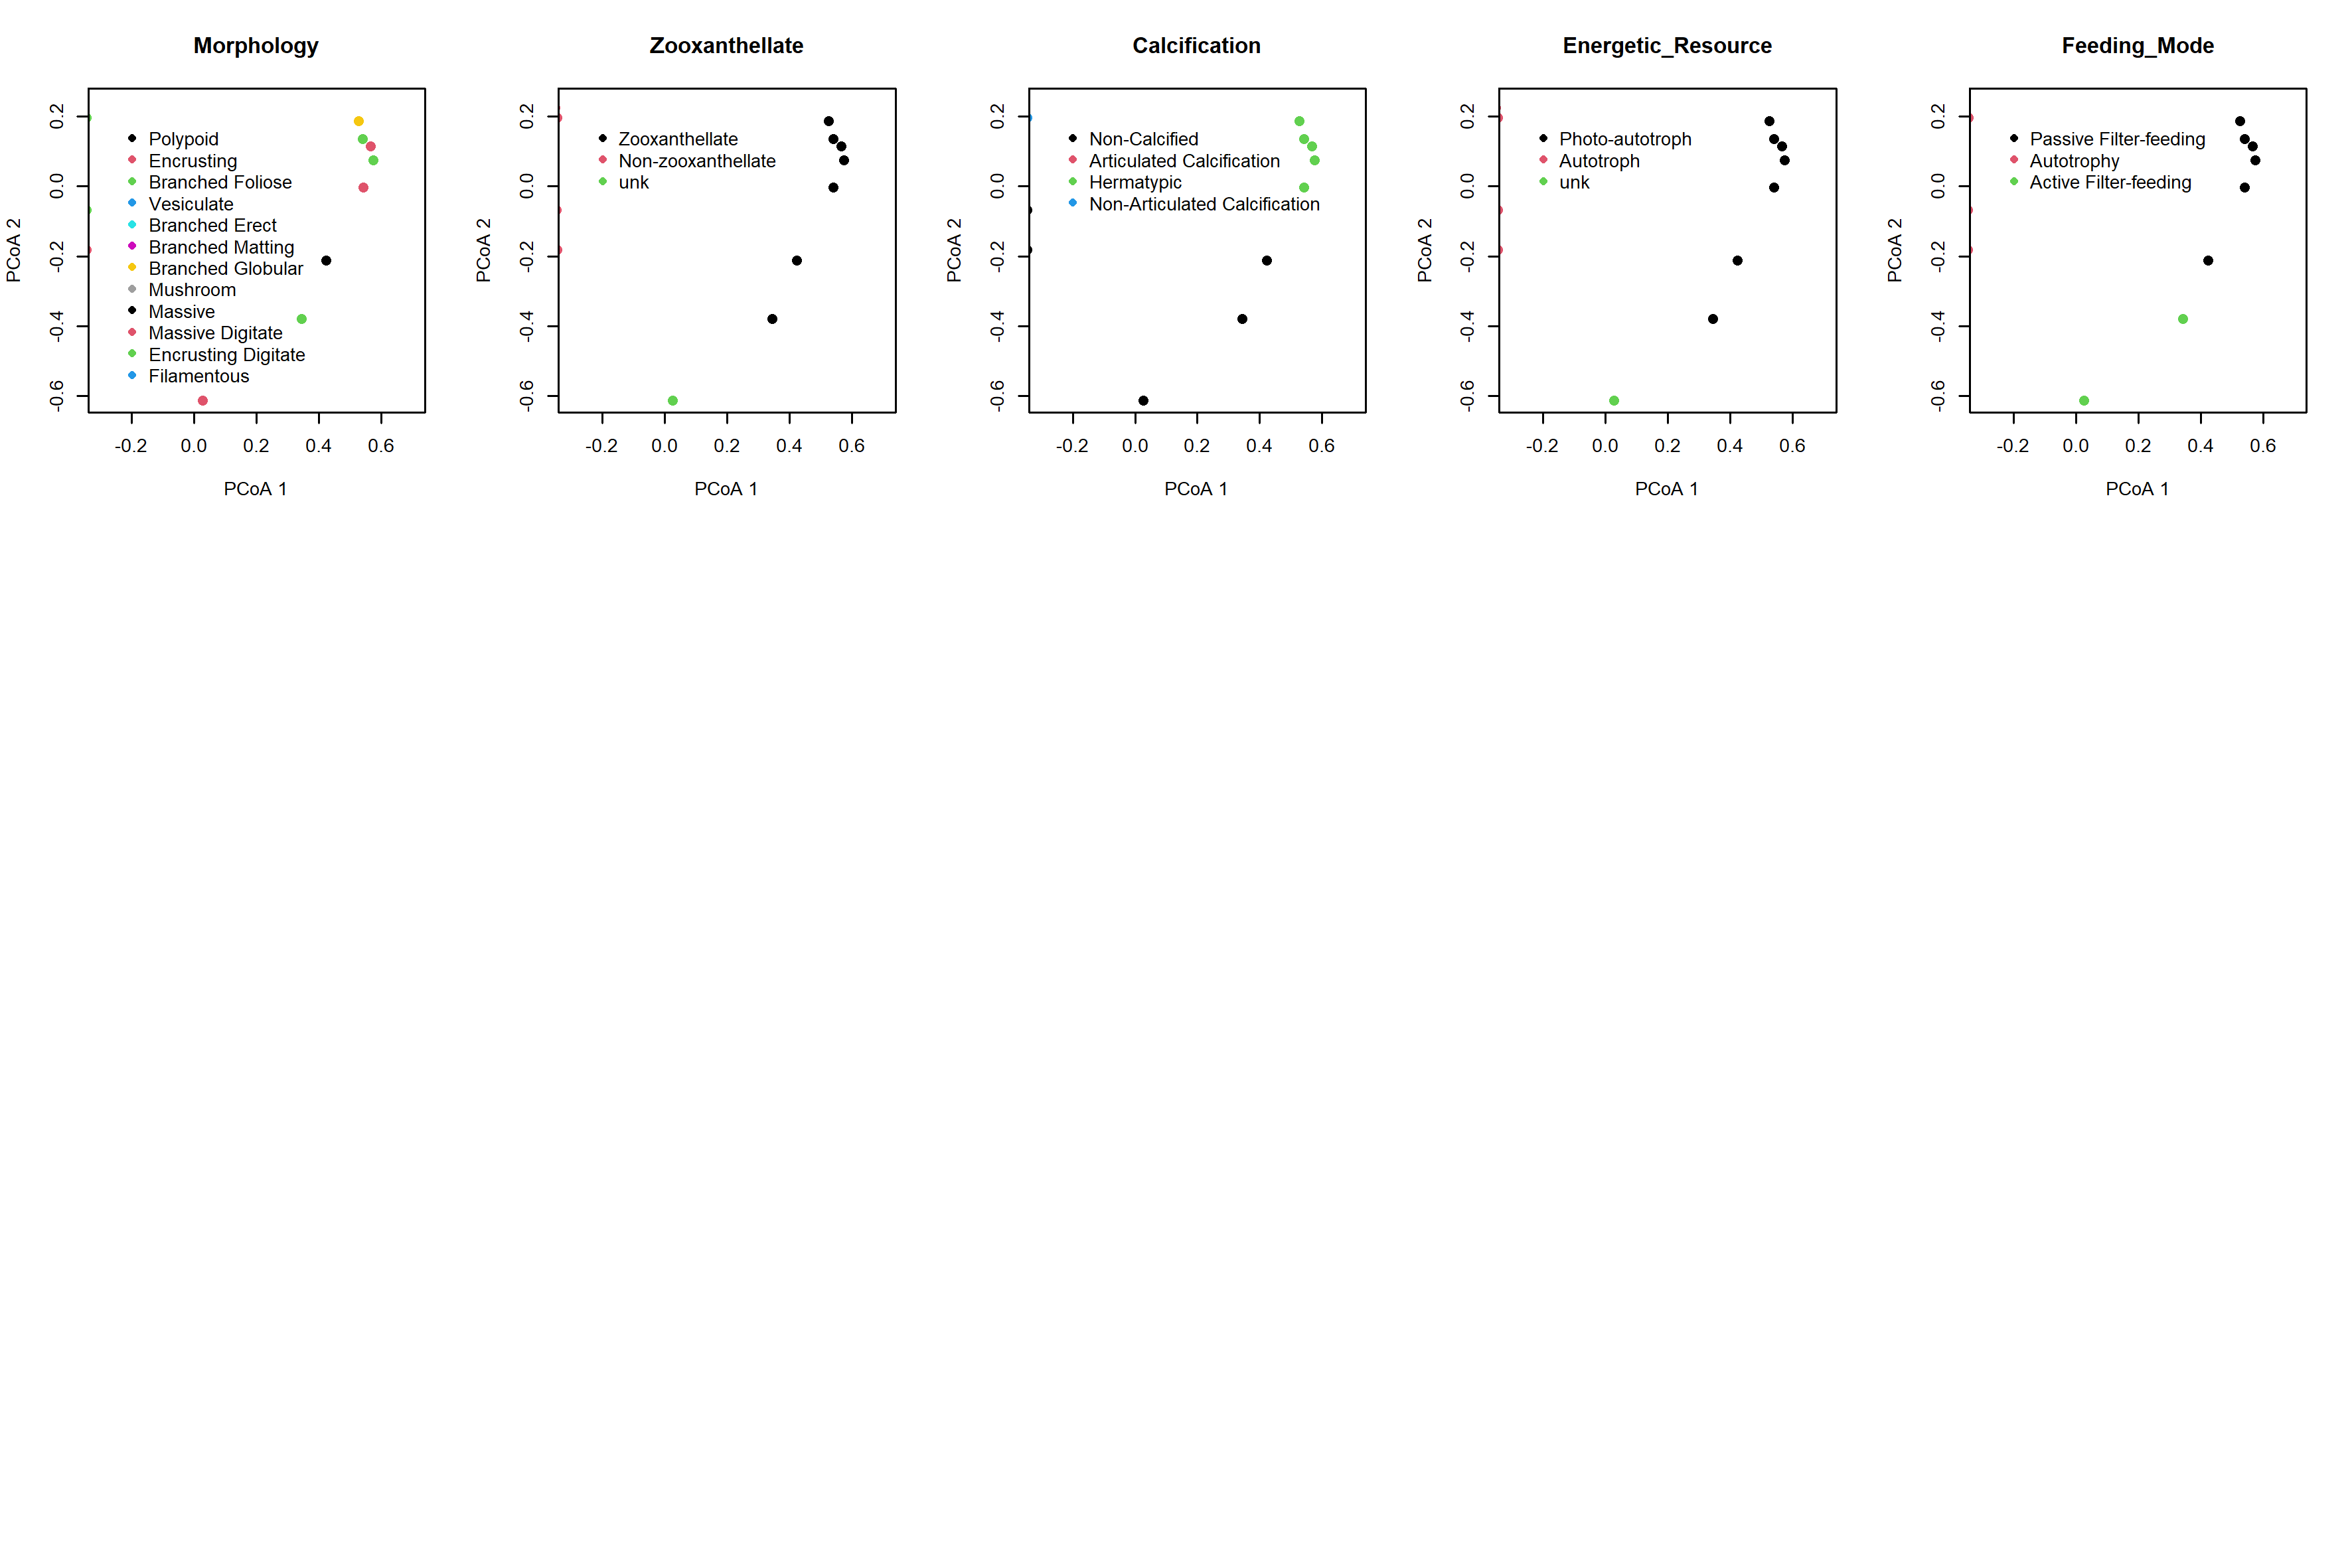 Morphology
Zooxanthellate
Calcification
Energetic_Resource
Feeding_Mode
PCoA 2
0.2
0.0
-0.2
-0.4
-0.6
Polypoid
Encrusting
Branched Foliose
Vesiculate
Branched Erect
Branched Matting
Branched Globular
Mushroom
Massive
Massive Digitate
Encrusting Digitate
Filamentous
-0.2 0.0 0.2 0.4 0.6
PCoA 1
PCoA 2
0.2
0.0
-0.2
-0.4
-0.6
Zooxanthellate
Non-zooxanthellate
unk
-0.2 0.0 0.2 0.4 0.6
PCoA 1
PCoA 2
0.2
0.0
-0.2
-0.4
-0.6
Non-Calcified
Articulated Calcification
Hermatypic
Non-Articulated Calcification
-0.2 0.0 0.2 0.4 0.6
PCoA 1
PCoA 2
0.2
0.0
-0.2
-0.4
-0.6
Photo-autotroph
Autotroph
unk
-0.2 0.0 0.2 0.4 0.6
PCoA 1
PCoA 2
0.2
0.0
-0.2
-0.4
-0.6
Passive Filter-feeding
Autotrophy
Active Filter-feeding
-0.2 0.0 0.2 0.4 0.6
PCoA 1